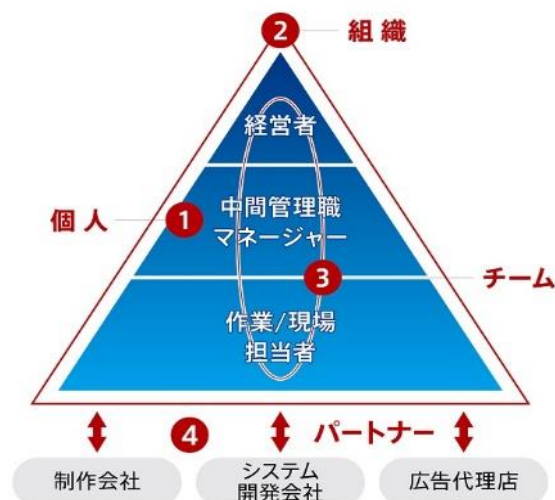 2 組織
経営者
個人 1
中間管理職
マネージャー
3 チーム
作業/現場
担当者
4 パートナー
制作会社
システム
開発会社
広告代理店